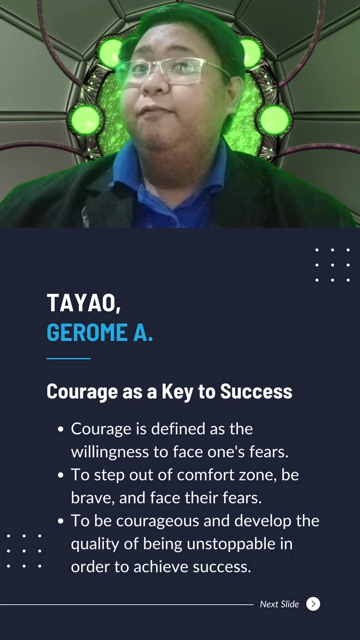 TAYAO,
GEROME A.
Courage as a Key to Success
• Courage is defined as the
willingness to face one's fears.
• To step out of comfort zone, be
brave, and face their fears.
• To be courageous and develop the
quality of being unstoppable in
order to achieve success.
Next Slide